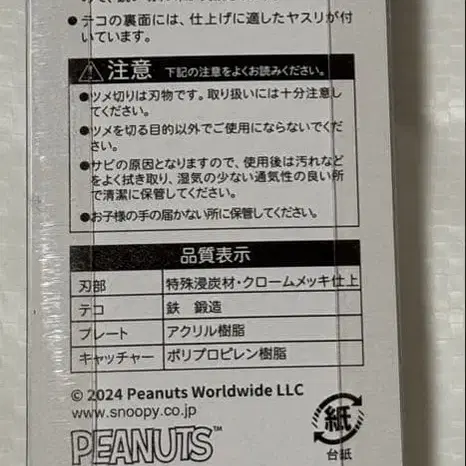 ●テコの裏面には、仕上げに適したヤスリが付
いています。
注意 下記の注意をよくお読みください。
●ツメ切りは刃物です。取り扱いには十分注意し
てください。
●ツメを切る目的以外でご使用にならないでくだ
さい。
●サビの原因となりますので、使用後は汚れなど
をよく拭き取り、湿気の少ない通気性の良い所
で清潔に保管してください。
●お子様の手の届かない所に保管してください。
品質表示
刃部 特殊浸炭材・クロームメッキ仕上
テコ 鉄 鍛造
プレート アクリル樹脂
キャッチャー ポリプロピレン樹脂
© 2024 Peanuts Worldwide LLC
www.snoopy.co.jp
PEANUTS™
紙
台紙